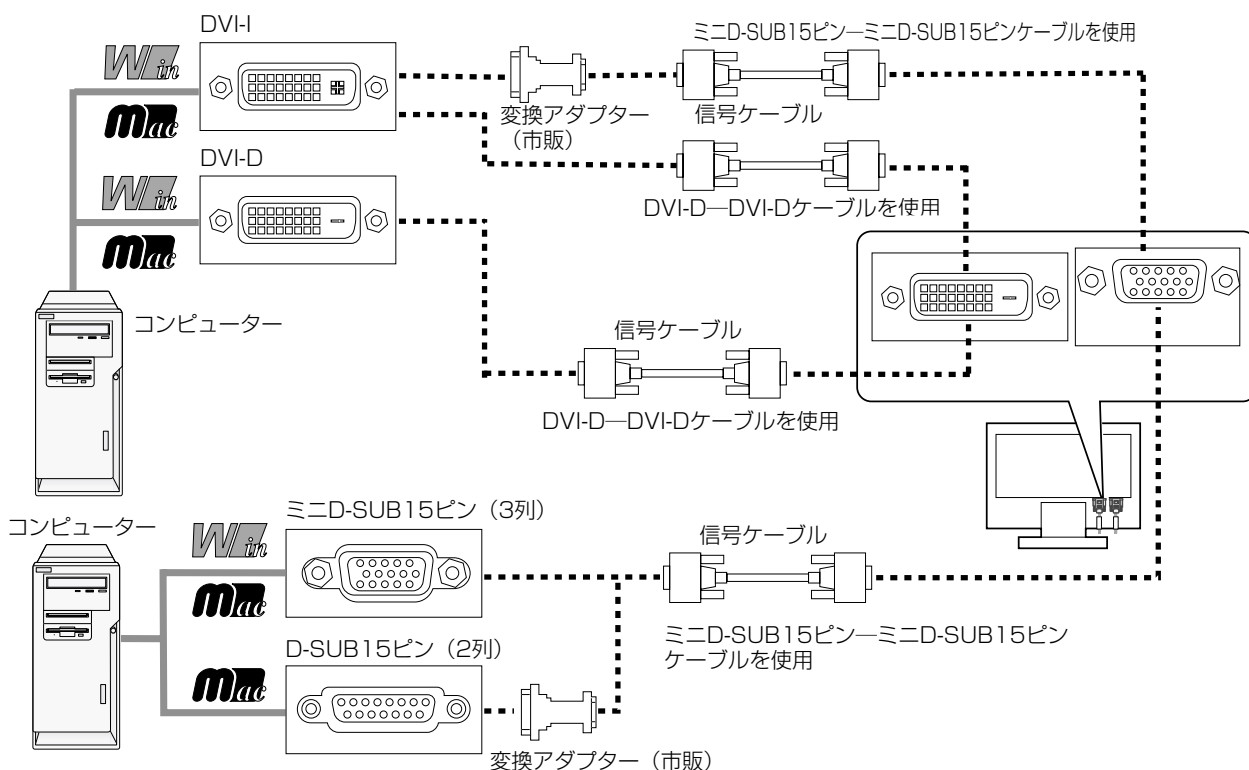 DVI-I
ミニD-SUB15ピン―ミニD-SUB15ピンケーブルを使用
Win
Mac
変換アダプター
（市販）
信号ケーブル
DVI-D
Win
Mac
DVI-D―DVI-Dケーブルを使用
コンピューター
信号ケーブル
DVI-D―DVI-Dケーブルを使用
コンピューター
ミニD-SUB15ピン（3列）
Win
Mac
信号ケーブル
ミニD-SUB15ピン―ミニD-SUB15ピン
ケーブルを使用
D-SUB15ピン（2列）
Mac
変換アダプター（市販）